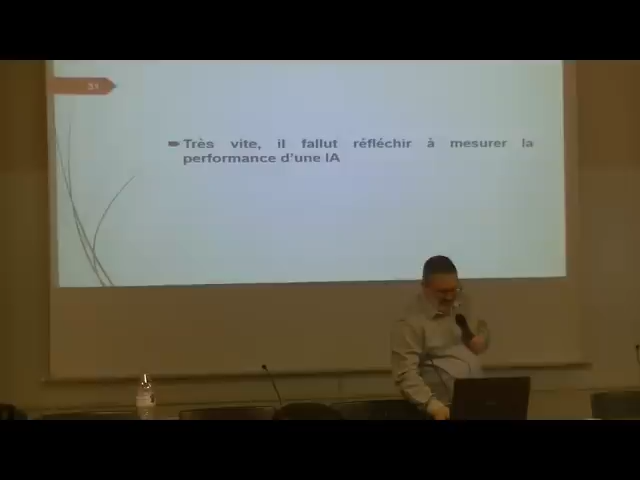 31
Très vite, il fallut réfléchir à mesurer la
performance d'une IA